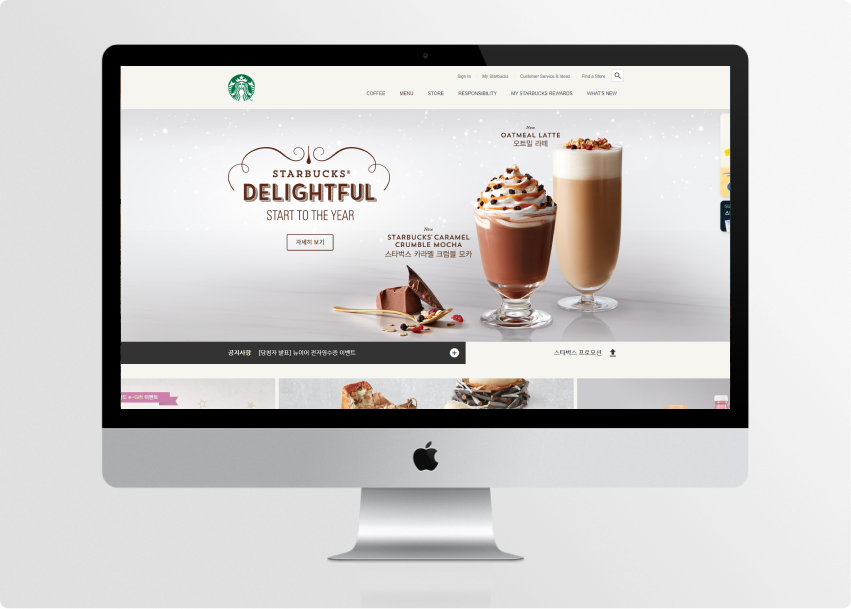 Sign In My Starbucks Customer Service & Ideas Find a Store
COFFEE MENU STORE RESPONSIBILITY MY STARBUCKS REWARDS WHAT'S NEW
New
OATMEAL LATTE
오트밀 라떼
STARBUCKS®
DELIGHTFUL
START TO THE YEAR
자세히 보기
New
STARBUCKS® CARAMEL
CRUMBLE MOCHA
스타벅스 카라멜 크럼블 모카
공지사항 [당첨자 발표] 뉴이어 전자영수증 이벤트
스타벅스 프로모션
e-Gift 이벤트